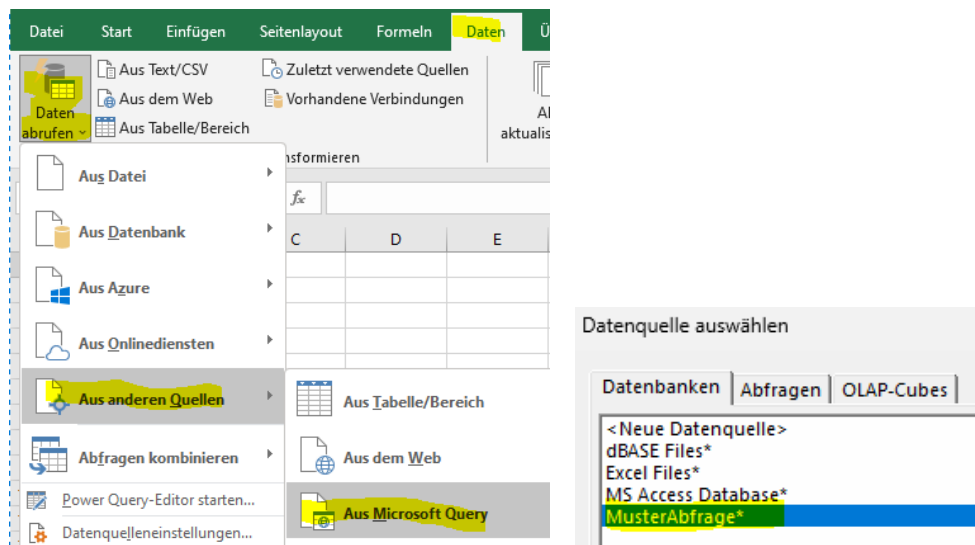 Datei Start Einfügen Seitenlayout Formeln Daten Ü
Daten abrufen
Aus Text/CSV
Aus dem Web
Aus Tabelle/Bereich
Zuletzt verwendete Quellen
Vorhandene Verbindungen
Al
aktualis
nsformieren
fx
C D E
Aus Datei
Aus Datenbank
Aus Azure
Aus Onlinediensten
Aus anderen Quellen
Abfragen kombinieren
Power Query-Editor starten...
Datenquelleneinstellungen...
Aus Tabelle/Bereich
Aus dem Web
Aus Microsoft Query
Datenquelle auswählen
Datenbanken Abfragen OLAP-Cubes
<Neue Datenquelle>
dBASE Files*
Excel Files*
MS Access Database*
MusterAbfrage*